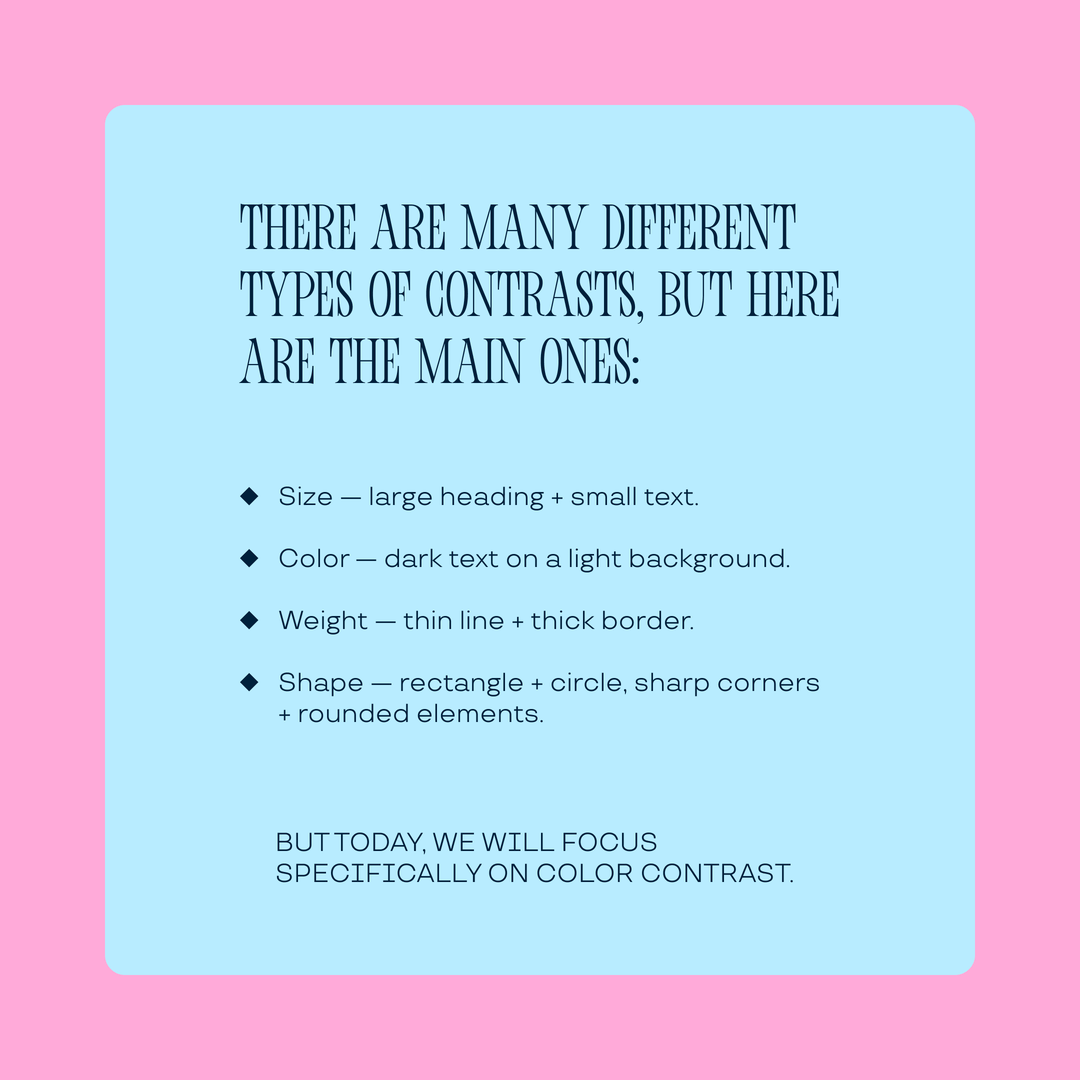 THERE ARE MANY DIFFERENT
TYPES OF CONTRASTS, BUT HERE
ARE THE MAIN ONES:
◆ Size — large heading + small text.
◆ Color — dark text on a light background.
◆ Weight — thin line + thick border.
◆ Shape — rectangle + circle, sharp corners
+ rounded elements.
BUT TODAY, WE WILL FOCUS
SPECIFICALLY ON COLOR CONTRAST.